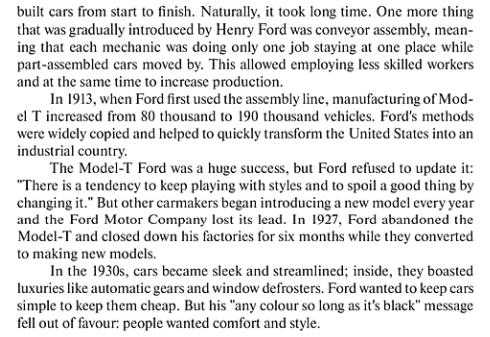 built cars from start to finish. Naturally, it took long time. One more thing
that was gradually introduced by Henry Ford was conveyor assembly, mean-
ing that each mechanic was doing only one job staying at one place while
part-assembled cars moved by. This allowed employing less skilled workers
and at the same time to increase production.
In 1913, when Ford first used the assembly line, manufacturing of Mod-
el T increased from 80 thousand to 190 thousand vehicles. Ford's methods
were widely copied and helped to quickly transform the United States into an
industrial country.
The Model-T Ford was a huge success, but Ford refused to update it:
"There is a tendency to keep playing with styles and to spoil a good thing by
changing it." But other carmakers began introducing a new model every year
and the Ford Motor Company lost its lead. In 1927, Ford abandoned the
Model-T and closed down his factories for six months while they converted
to making new models.
In the 1930s, cars became sleek and streamlined; inside, they boasted
luxuries like automatic gears and window defrosters. Ford wanted to keep cars
simple to keep them cheap. But his "any colour so long as it's black" message
fell out of favour: people wanted comfort and style.